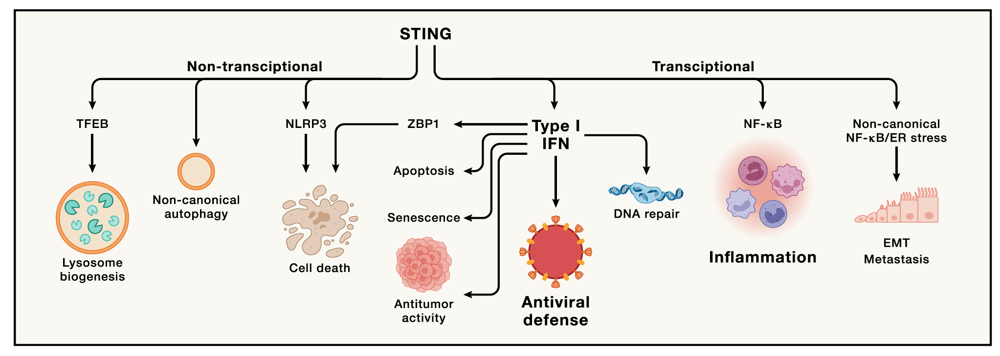 STING
Non-transciptional
Transciptional
TFEB
NLRP3
ZBP1
Type I
IFN
NF-κB
Non-canonical
NF-κB/ER stress
Apoptosis
Non-canonical
autophagy
Senescence
DNA repair
Lysosome
biogenesis
Cell death
Antitumor
activity
Antiviral
defense
Inflammation
EMT
Metastasis